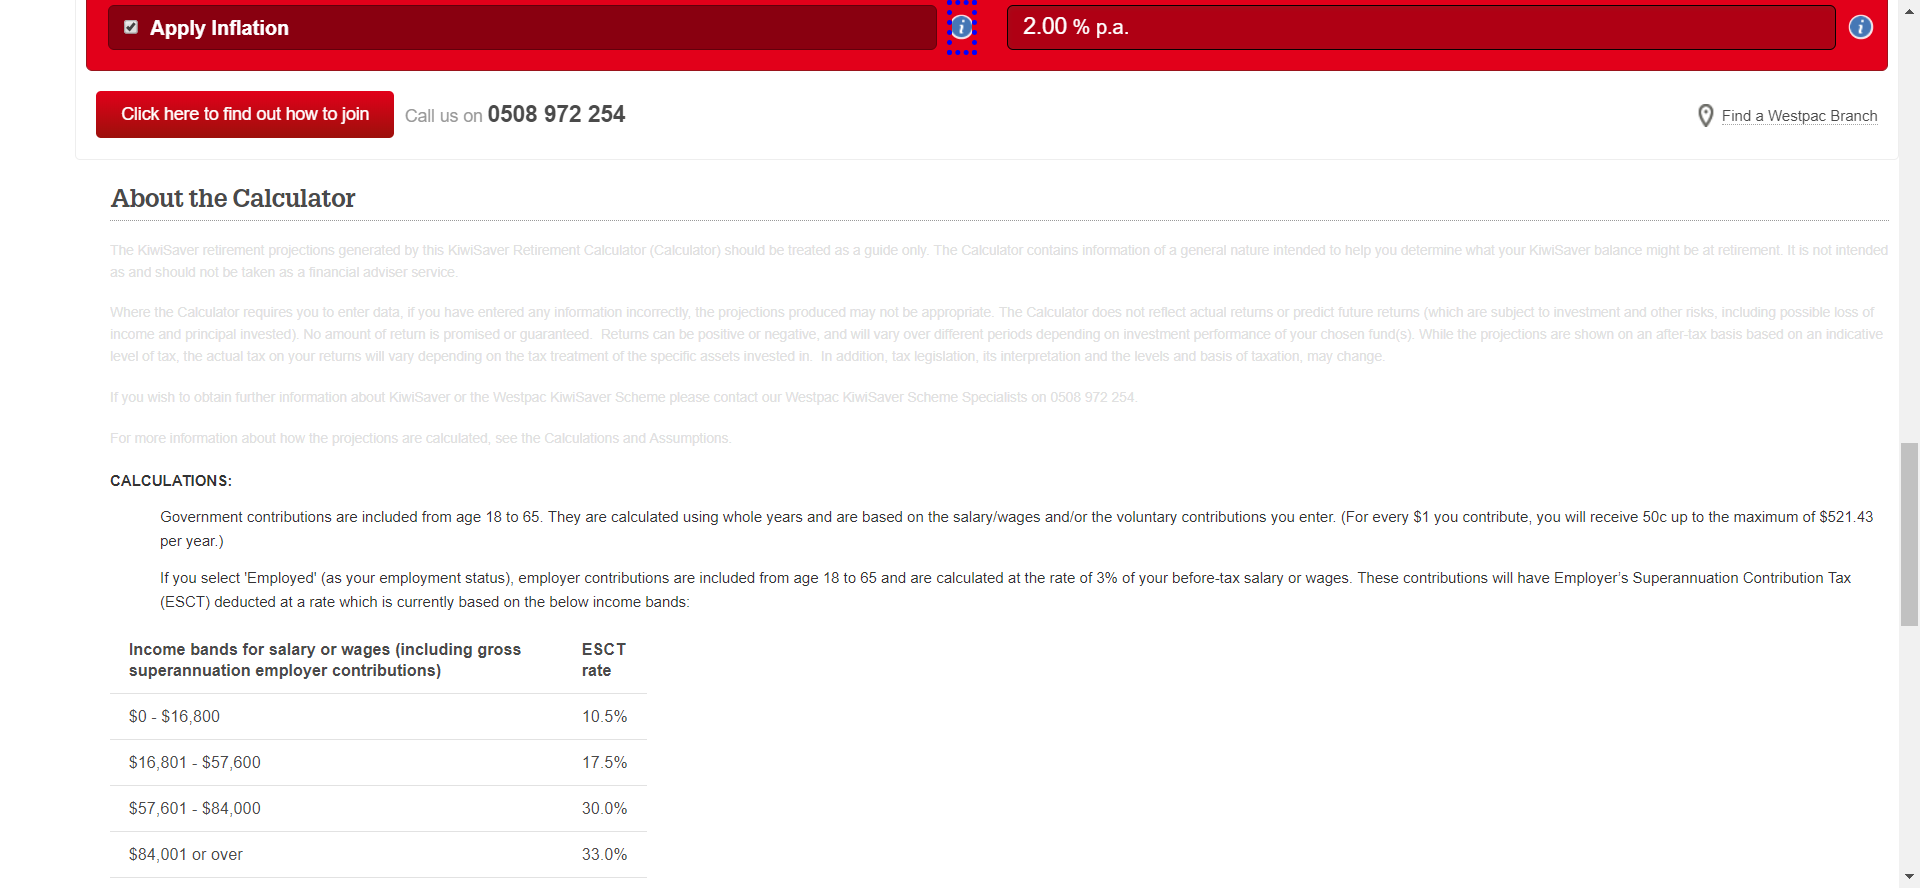 Apply Inflation
2.00 % p.a.
Click here to find out how to join
Call us on 0508 972 254
Find a Westpac Branch
About the Calculator
The KiwiSaver retirement projections generated by this KiwiSaver Retirement Calculator (Calculator) should be treated as a guide only. The Calculator contains information of a general nature intended to help you determine what your KiwiSaver balance might be at retirement. It is not intended
as and should not be taken as a financial adviser service.
Where the Calculator requires you to enter data, if you have entered any information incorrectly, the projections produced may not be appropriate. The Calculator does not reflect actual returns or predict future returns (which are subject to investment and other risks, including possible loss of
income and principal invested). No amount of return is promised or guaranteed.  Returns can be positive or negative, and will vary over different periods depending on investment performance of your chosen fund(s). While the projections are shown on an after-tax basis based on an indicative
level of tax, the actual tax on your returns will vary depending on the tax treatment of the specific assets invested in.  In addition, tax legislation, its interpretation and the levels and basis of taxation, may change.
If you wish to obtain further information about KiwiSaver or the Westpac KiwiSaver Scheme please contact our Westpac KiwiSaver Scheme Specialists on 0508 972 254.
For more information about how the projections are calculated, see the Calculations and Assumptions.
CALCULATIONS:
Government contributions are included from age 18 to 65. They are calculated using whole years and are based on the salary/wages and/or the voluntary contributions you enter. (For every $1 you contribute, you will receive 50c up to the maximum of $521.43
per year.)
If you select 'Employed' (as your employment status), employer contributions are included from age 18 to 65 and are calculated at the rate of 3% of your before-tax salary or wages. These contributions will have Employer’s Superannuation Contribution Tax
(ESCT) deducted at a rate which is currently based on the below income bands:
Income bands for salary or wages (including gross
superannuation employer contributions)
ESCT
rate
$0 - $16,800 10.5%
$16,801 - $57,600 17.5%
$57,601 - $84,000 30.0%
$84,001 or over 33.0%